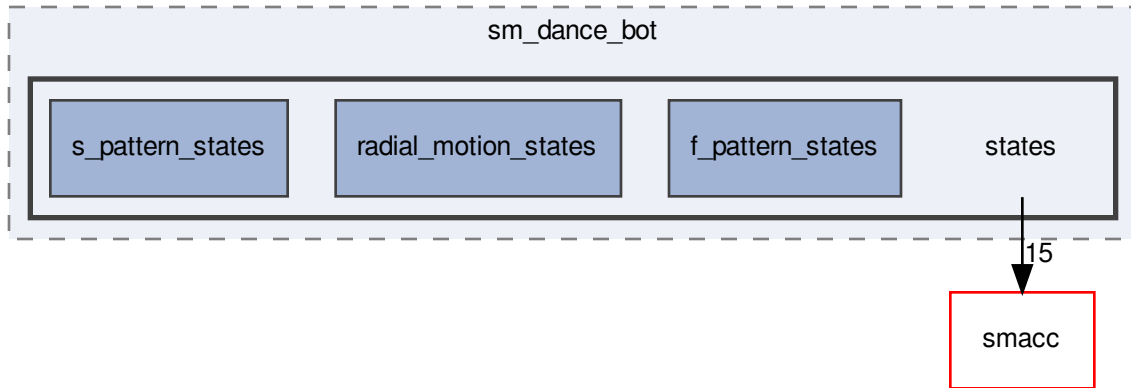 sm_dance_bot
s_pattern_states
radial_motion_states
f_pattern_states
states
15
smacc